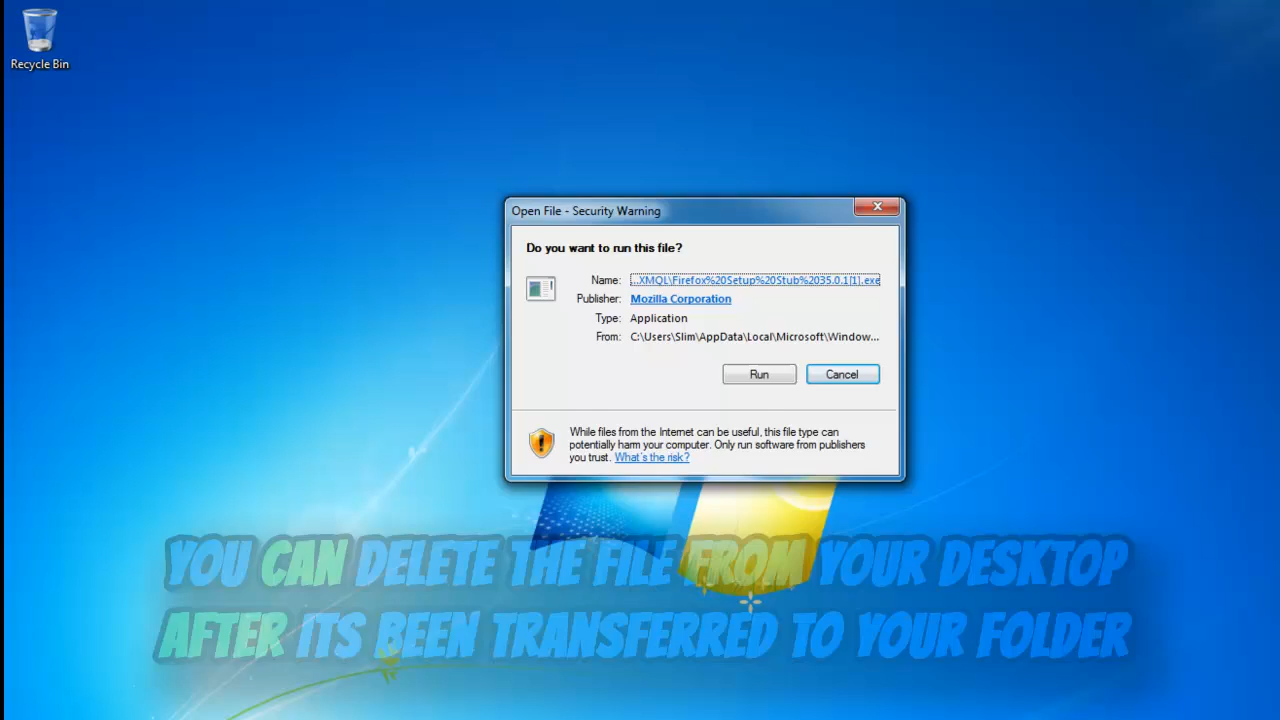 Recycle Bin
Open File - Security Warning
Do you want to run this file?
Name: ...XMQL\Firefox%20Setup%20Stub%2035.0.1[1].exe
Publisher: Mozilla Corporation
Type: Application
From: C:\Users\Slim\AppData\Local\Microsoft\Window...
Run
Cancel
While files from the Internet can be useful, this file type can
potentially harm your computer. Only run software from publishers
you trust. What's the risk?
YOU CAN DELETE THE FILE FROM YOUR DESKTOP
AFTER ITS BEEN TRANSFERRED TO YOUR FOLDER